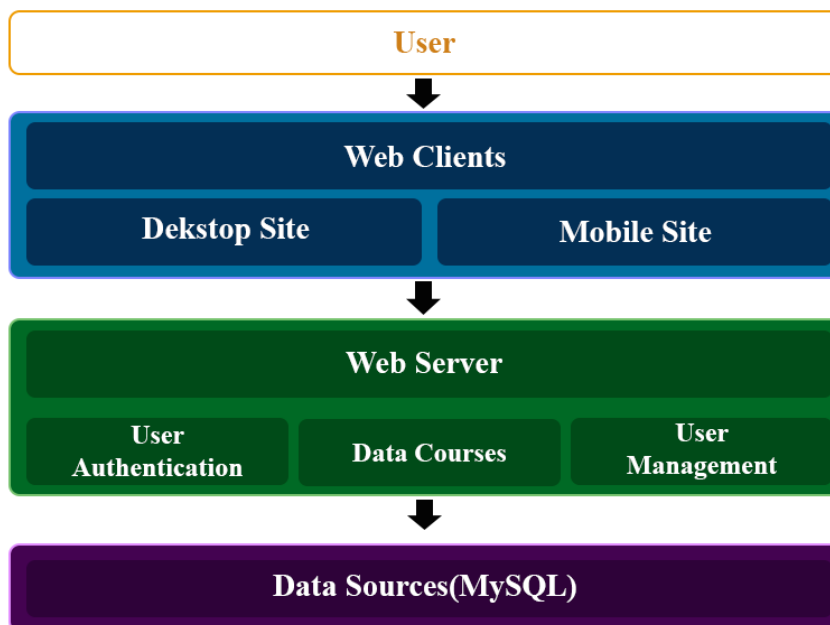 User
Web Clients
Dekstop Site
Mobile Site
Web Server
User
Authentication
Data Courses
User
Management
Data Sources(MySQL)